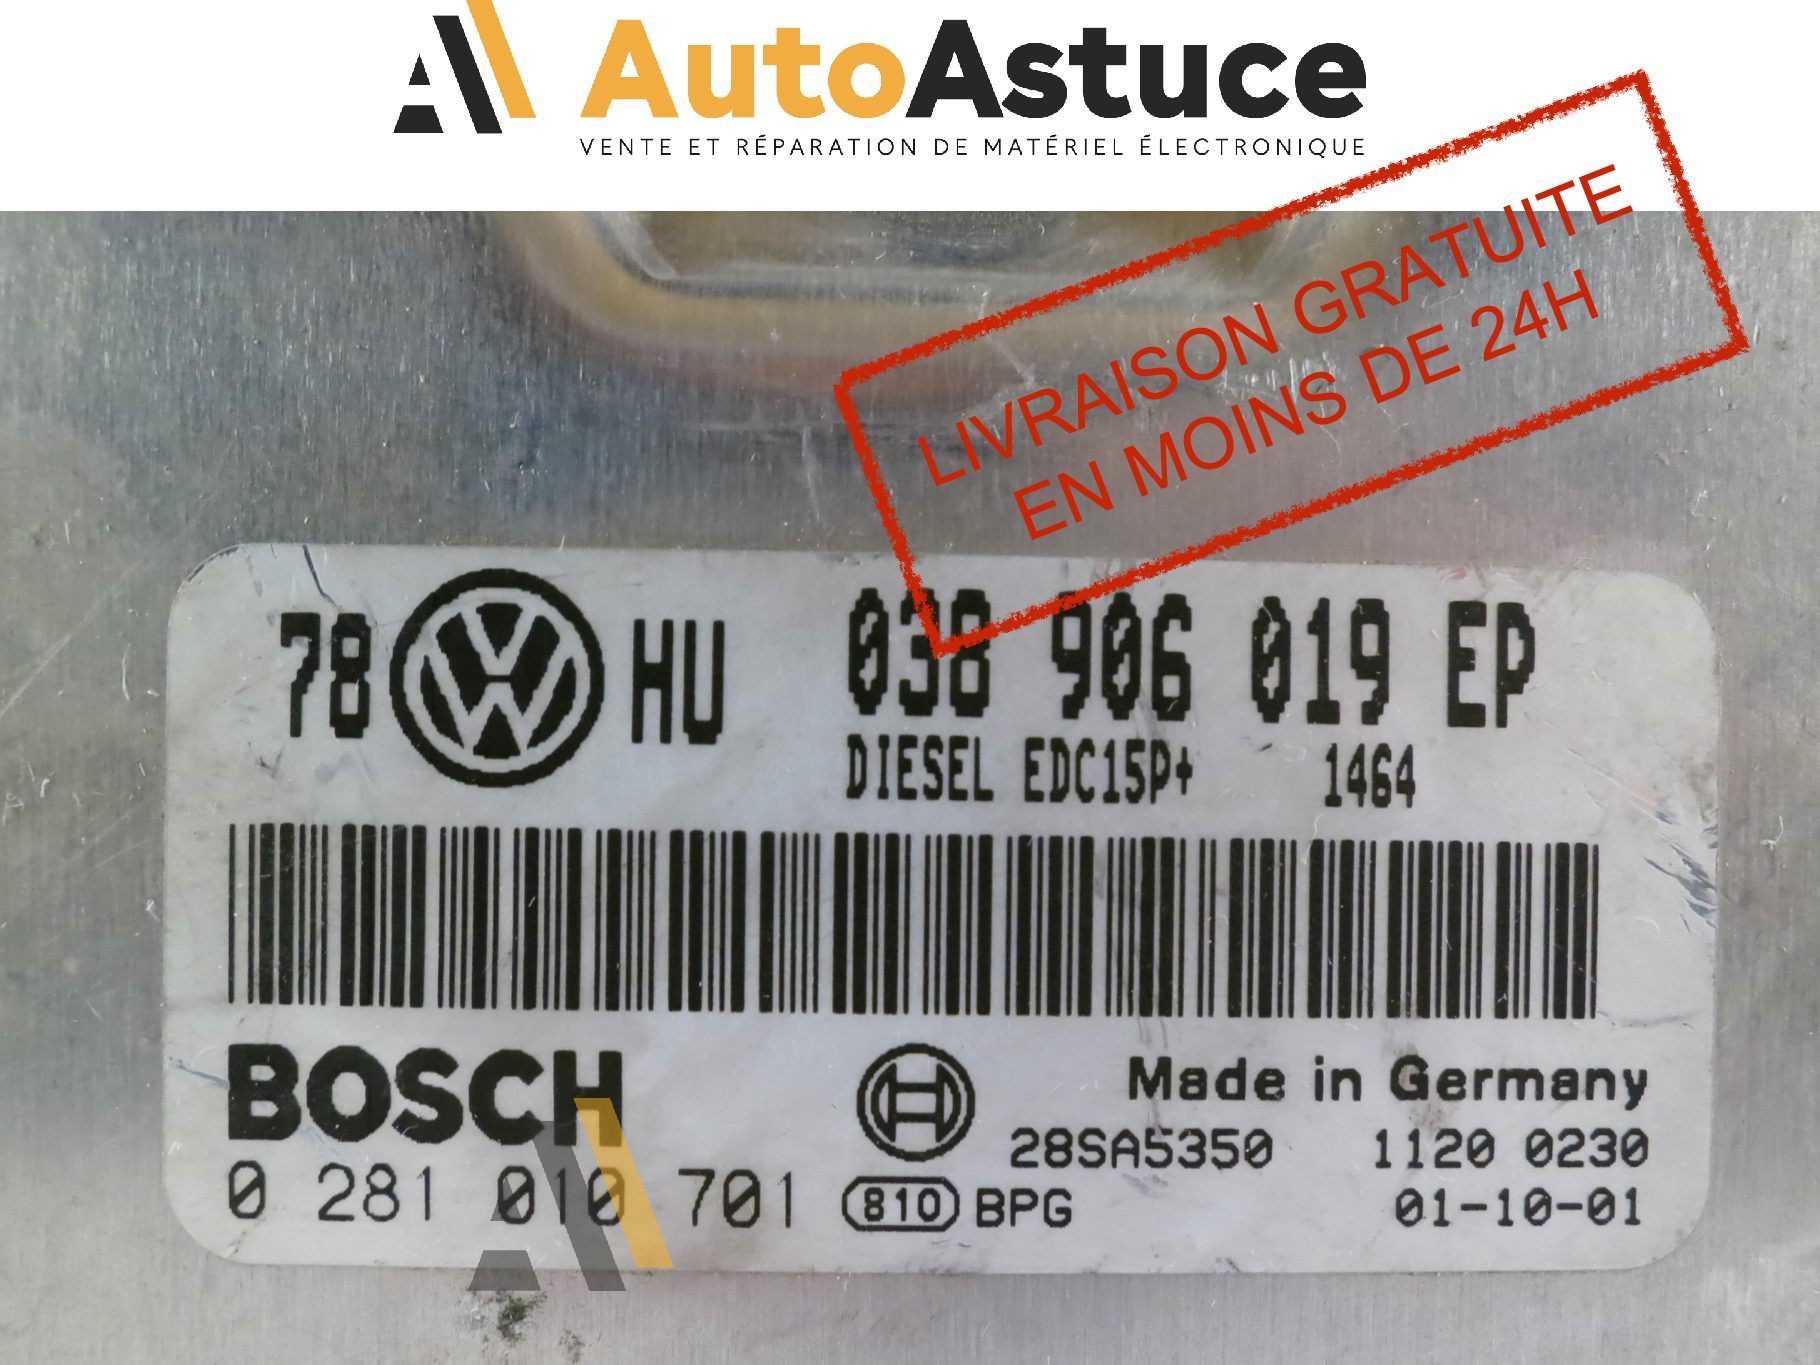 AutoAstuce
VENTE ET RÉPARATION DE MATÉRIEL ÉLECTRONIQUE
LIVRAISON GRATUITE
EN MOINS DE 24H
78 HU 038 906 019 EP
DIESEL EDC15P+ 1464
BOSCH
Made in Germany
28SA5350 1120 0230
0 281 010 701 810 BPG 01-10-01